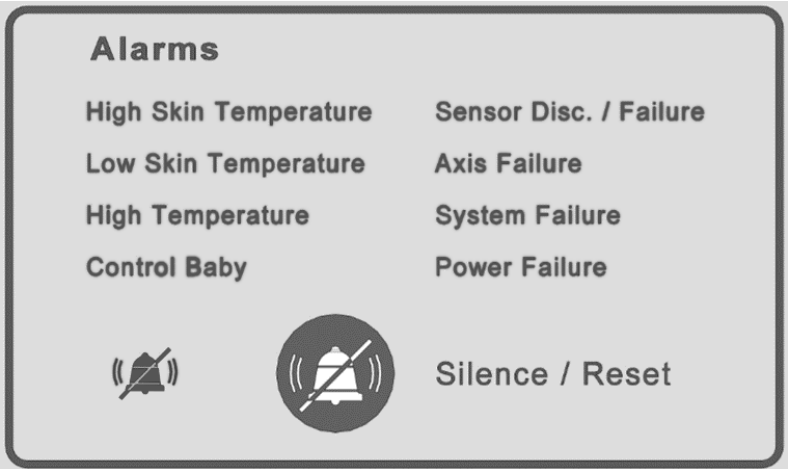 Alarms
High Skin Temperature
Low Skin Temperature
High Temperature
Control Baby
Sensor Disc. / Failure
Axis Failure
System Failure
Power Failure
Silence / Reset